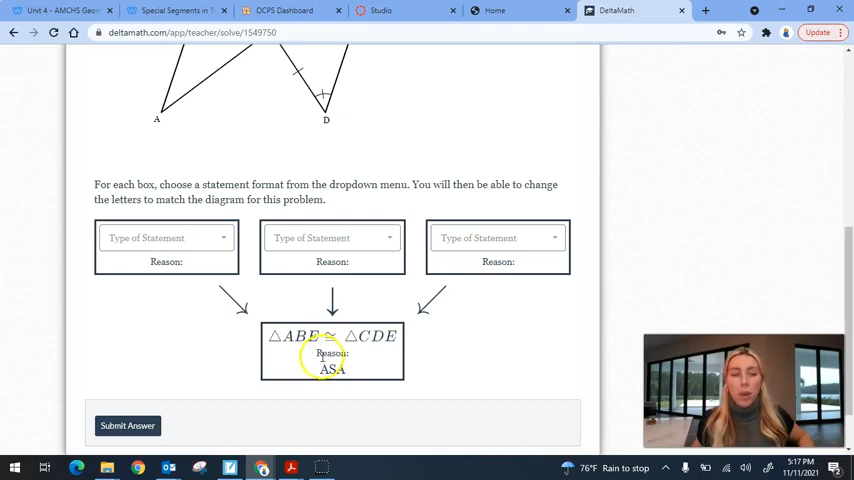 Unit 4 - AMCHS Geom
Special Segments in T
OCPS Dashboard
Studio
Home
DeltaMath
deltamath.com/app/teacher/solve/1549750
Update
A
D
For each box, choose a statement format from the dropdown menu. You will then be able to change
the letters to match the diagram for this problem.
Type of Statement
Type of Statement
Type of Statement
Reason:
Reason:
Reason:
△ABE ≅ △CDE
Reason:
ASA
Submit Answer
76°F Rain to stop
5:17 PM
11/11/2021
2